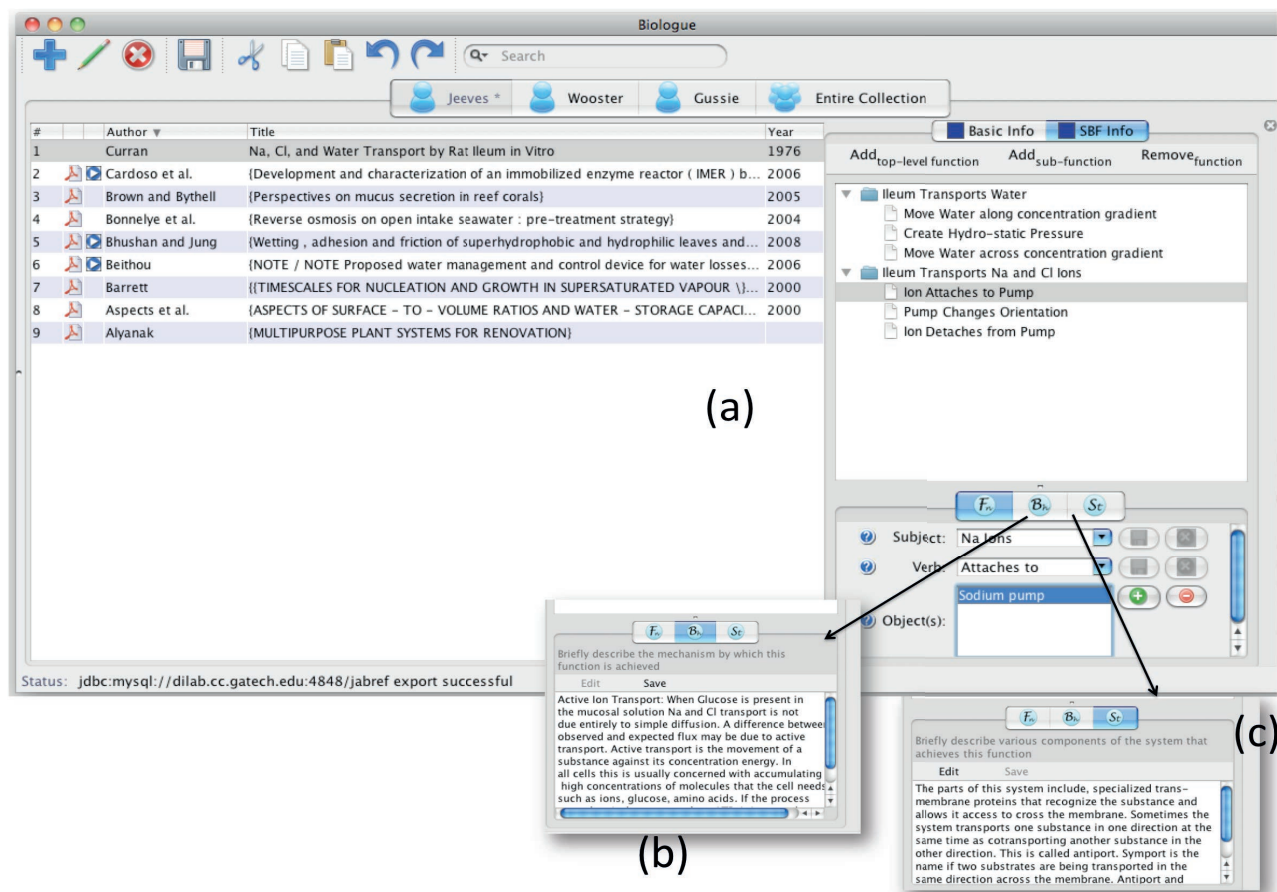 Biologue
Search
Jeeves * Wooster Gussie Entire Collection
# Author Title Year
1 Curran Na, Cl, and Water Transport by Rat Ileum in Vitro 1976
2 Cardoso et al. {Development and characterization of an immobilized enzyme reactor ( IMER ) b... 2006
3 Brown and Bythell {Perspectives on mucus secretion in reef corals} 2005
4 Bonnelye et al. {Reverse osmosis on open intake seawater : pre-treatment strategy} 2004
5 Bhushan and Jung {Wetting , adhesion and friction of superhydrophobic and hydrophilic leaves and... 2008
6 Beithou {NOTE / NOTE Proposed water management and control device for water losses... 2006
7 Barrett {{TIMESCALES FOR NUCLEATION AND GROWTH IN SUPERSATURATED VAPOUR \}... 2000
8 Aspects et al. {ASPECTS OF SURFACE - TO - VOLUME RATIOS AND WATER - STORAGE CAPACI... 2000
9 Alyanak {MULTIPURPOSE PLANT SYSTEMS FOR RENOVATION}
Basic Info SBF Info
Add top-level function Add sub-function Remove function
Ileum Transports Water
Move Water along concentration gradient
Create Hydro-static Pressure
Move Water across concentration gradient
Ileum Transports Na and Cl Ions
Ion Attaches to Pump
Pump Changes Orientation
Ion Detaches from Pump
(a)
Fn Bh St
Subject: Na Ions
Verb: Attaches to
Object(s): Sodium pump
Status: jdbc:mysql://dilab.cc.gatech.edu:4848/jabref export successful
Fn Bh St
Briefly describe the mechanism by which this
function is achieved
Edit Save
Active Ion Transport: When Glucose is present in
the mucosal solution Na and Cl transport is not
due entirely to simple diffusion. A difference between
observed and expected flux may be due to active
transport. Active transport is the movement of a
substance against its concentration energy. In
all cells this is usually concerned with accumulating
high concentrations of molecules that the cell needs
such as ions, glucose, amino acids. If the process
(b)
Fn Bh St
Briefly describe various components of the system that
achieves this function
Edit Save
The parts of this system include, specialized trans-
membrane proteins that recognize the substance and
allows it access to cross the membrane. Sometimes the
system transports one substance in one direction at the
same time as cotransporting another substance in the
other direction. This is called antiport. Symport is the
name if two substrates are being transported in the
same direction across the membrane. Antiport and
(c)